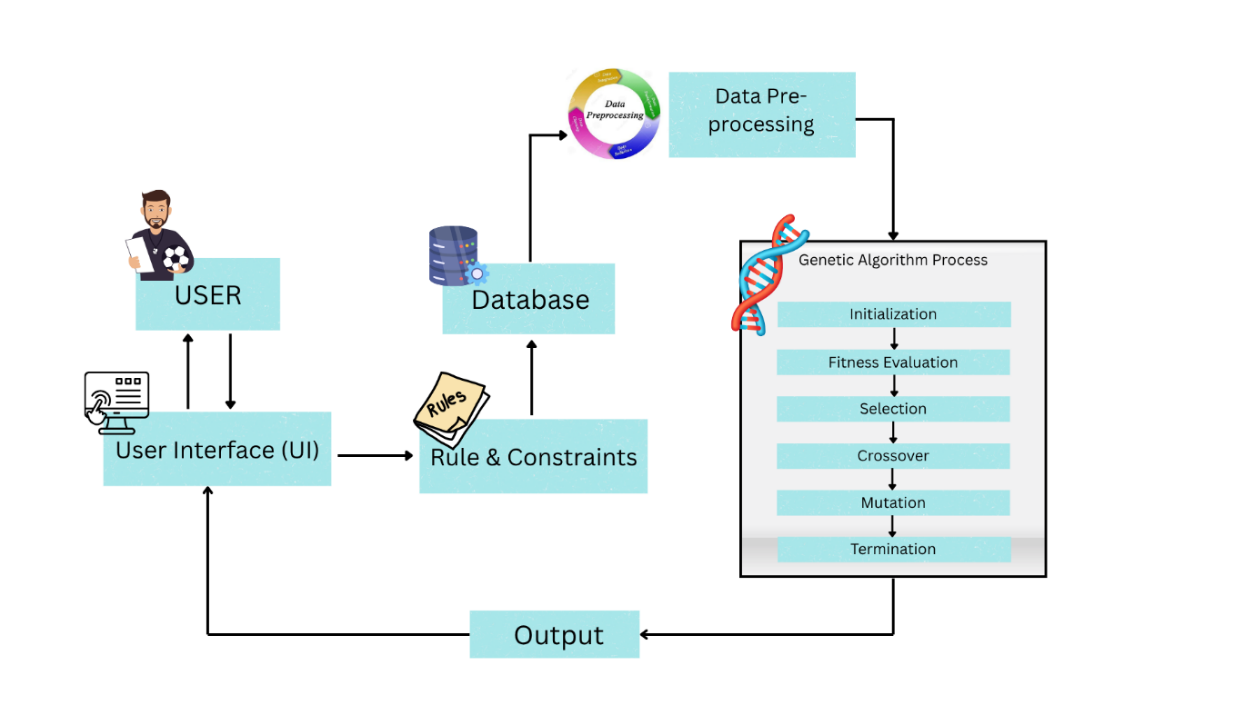 Data
Preprocessing
Data Pre-
processing
USER
Database
Genetic Algorithm Process
Initialization
Fitness Evaluation
Selection
Crossover
Mutation
Termination
User Interface (UI)
Rules
Rule & Constraints
Output